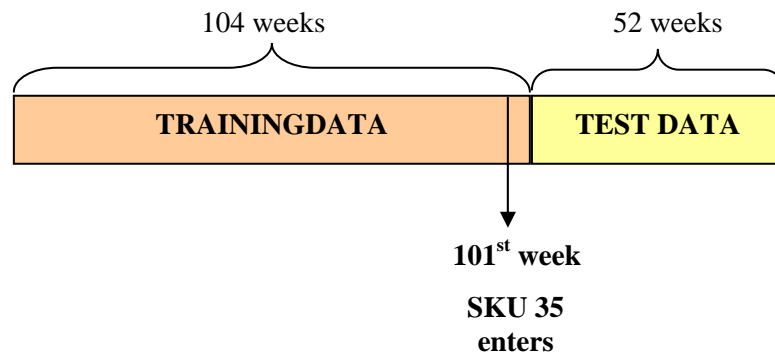 104 weeks
52 weeks
TRAININGDATA
TEST DATA
101st week
SKU 35
enters